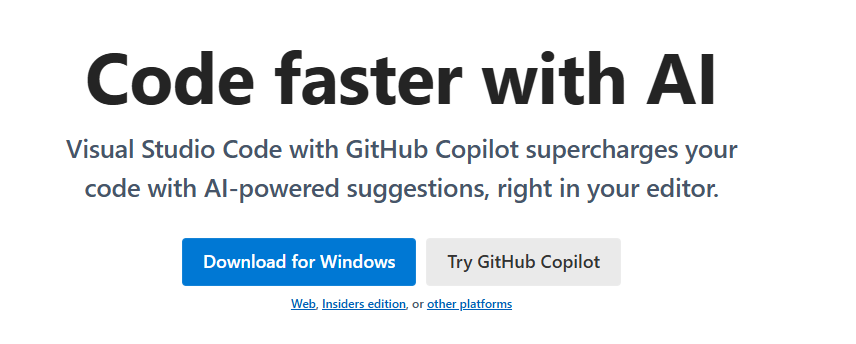 Code faster with AI
Visual Studio Code with GitHub Copilot supercharges your
code with AI-powered suggestions, right in your editor.
Download for Windows
Try GitHub Copilot
Web, Insiders edition, or other platforms